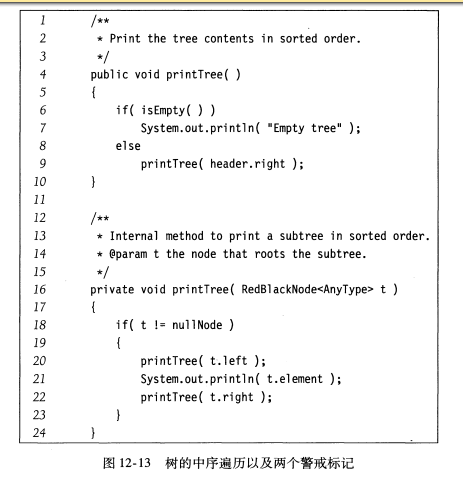 1 /**
2 * Print the tree contents in sorted order.
3 */
4 public void printTree( )
5 {
6 if( isEmpty( ) )
7 System.out.println( "Empty tree" );
8 else
9 printTree( header.right );
10 }
11
12 /**
13 * Internal method to print a subtree in sorted order.
14 * @param t the node that roots the subtree.
15 */
16 private void printTree( RedBlackNode<AnyType> t )
17 {
18 if( t != nullNode )
19 {
20 printTree( t.left );
21 System.out.println( t.element );
22 printTree( t.right );
23 }
24 }
图 12-13 树的中序遍历以及两个警戒标记